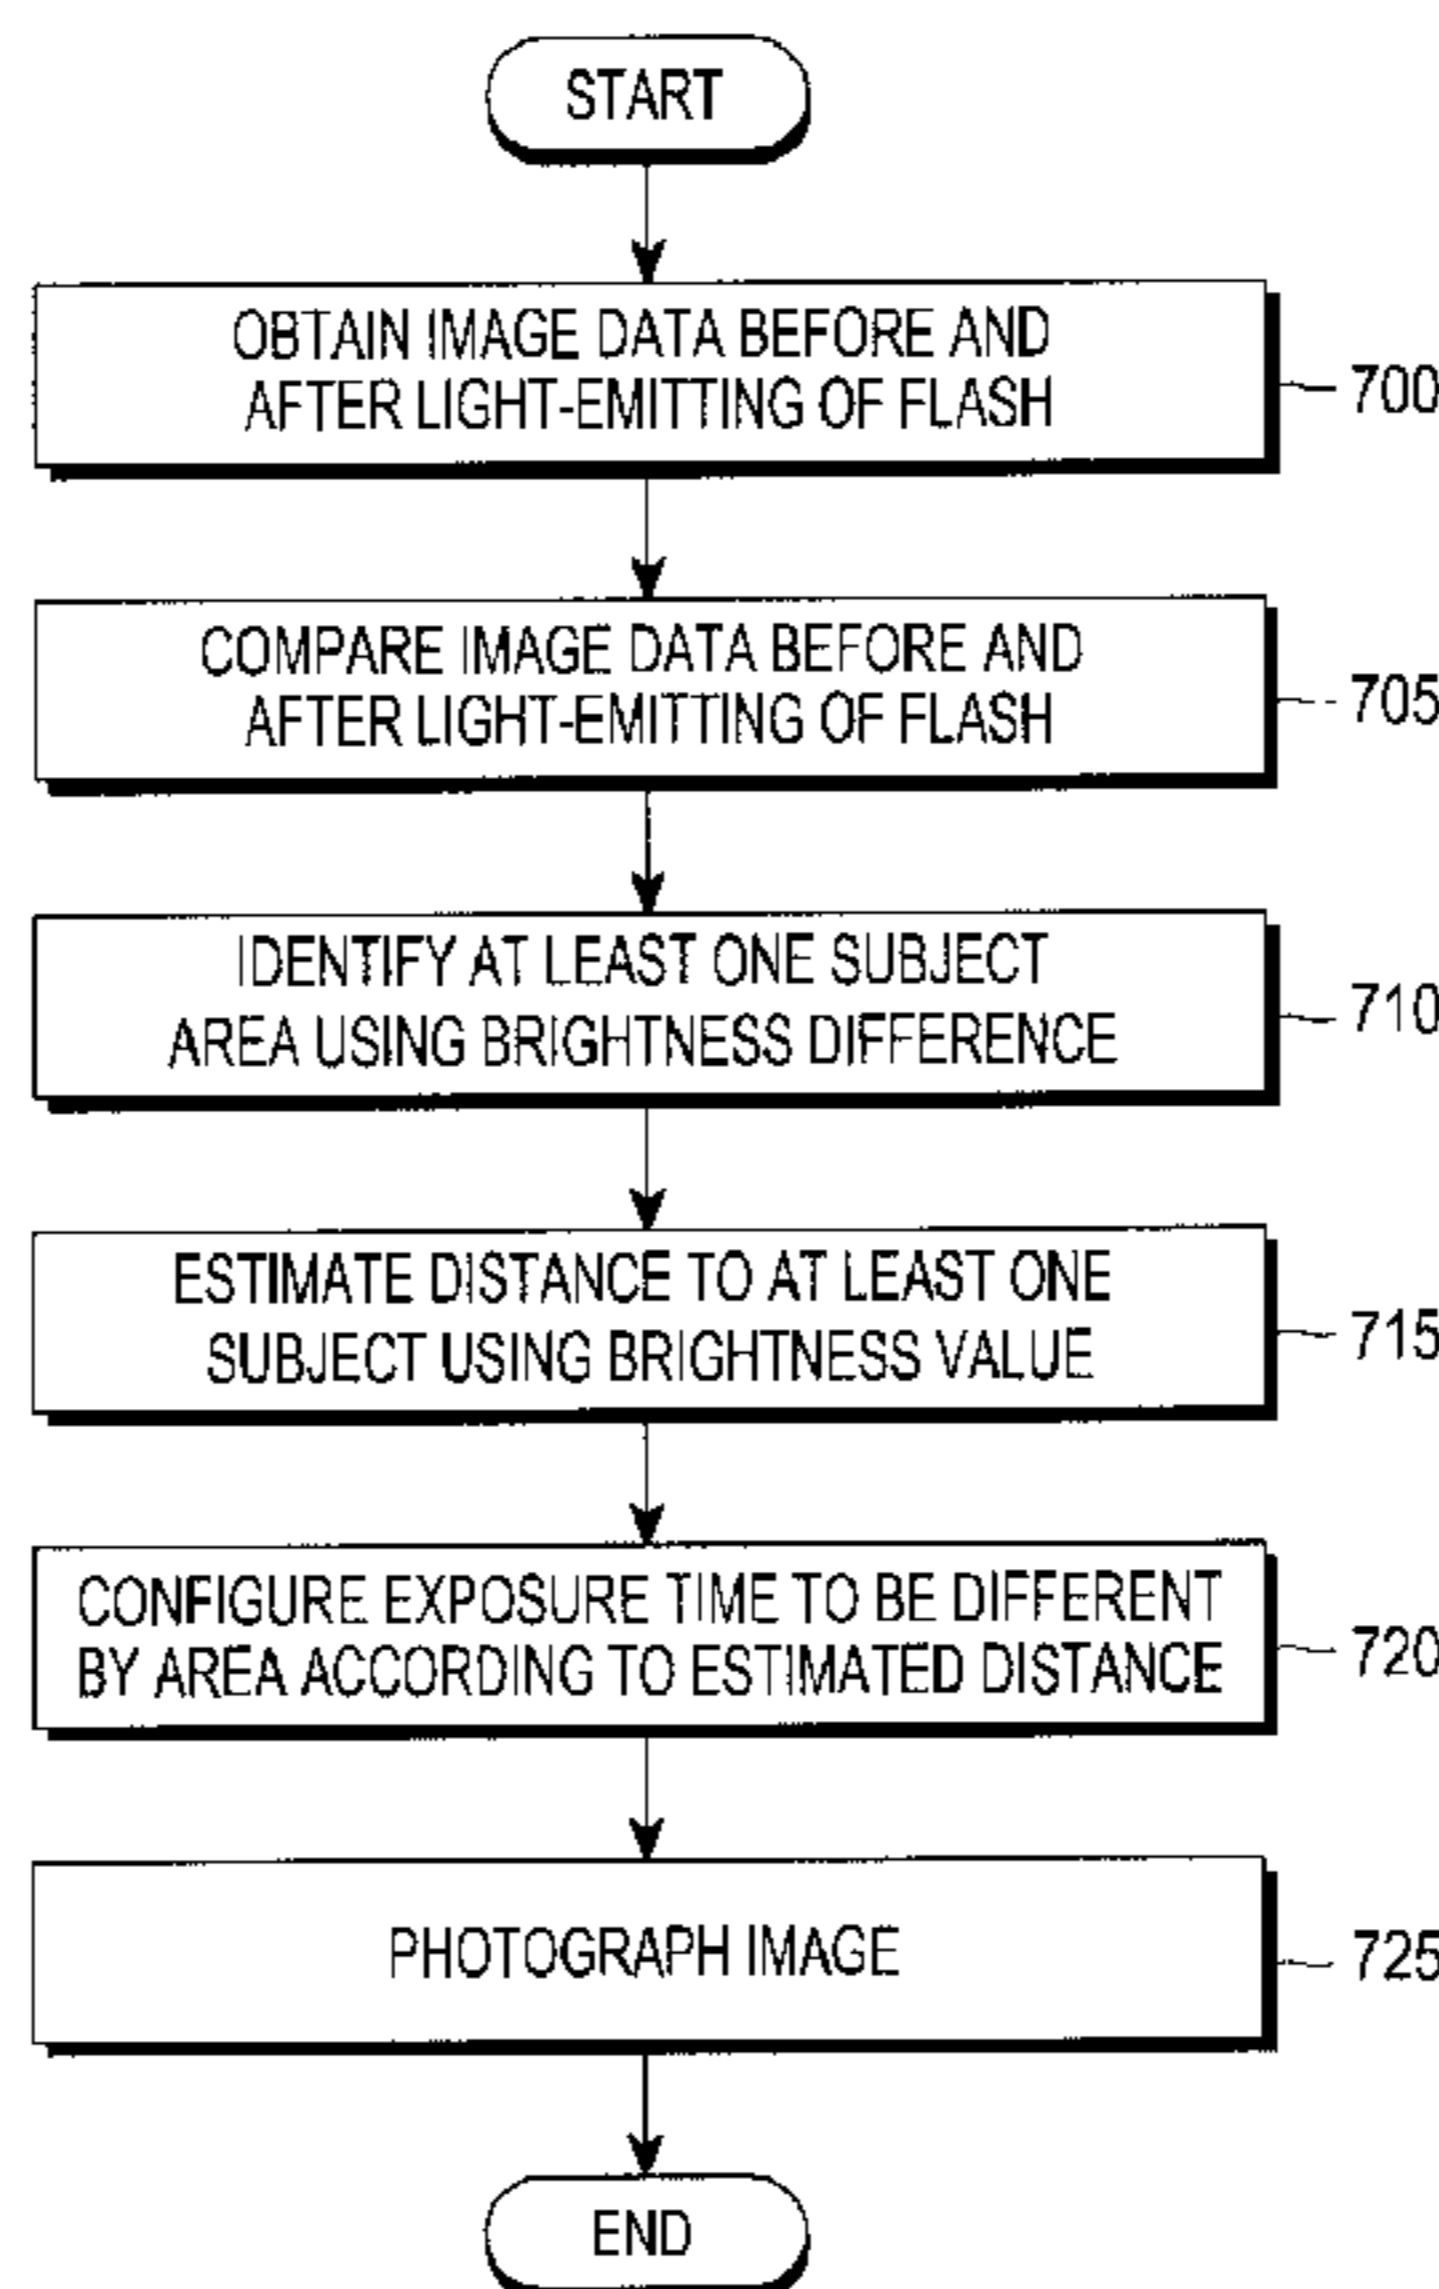 START
OBTAIN IMAGE DATA BEFORE AND
AFTER LIGHT-EMITTING OF FLASH
700
COMPARE IMAGE DATA BEFORE AND
AFTER LIGHT-EMITTING OF FLASH
705
IDENTIFY AT LEAST ONE SUBJECT
AREA USING BRIGHTNESS DIFFERENCE
710
ESTIMATE DISTANCE TO AT LEAST ONE
SUBJECT USING BRIGHTNESS VALUE
715
CONFIGURE EXPOSURE TIME TO BE DIFFERENT
BY AREA ACCORDING TO ESTIMATED DISTANCE
720
PHOTOGRAPH IMAGE
725
END